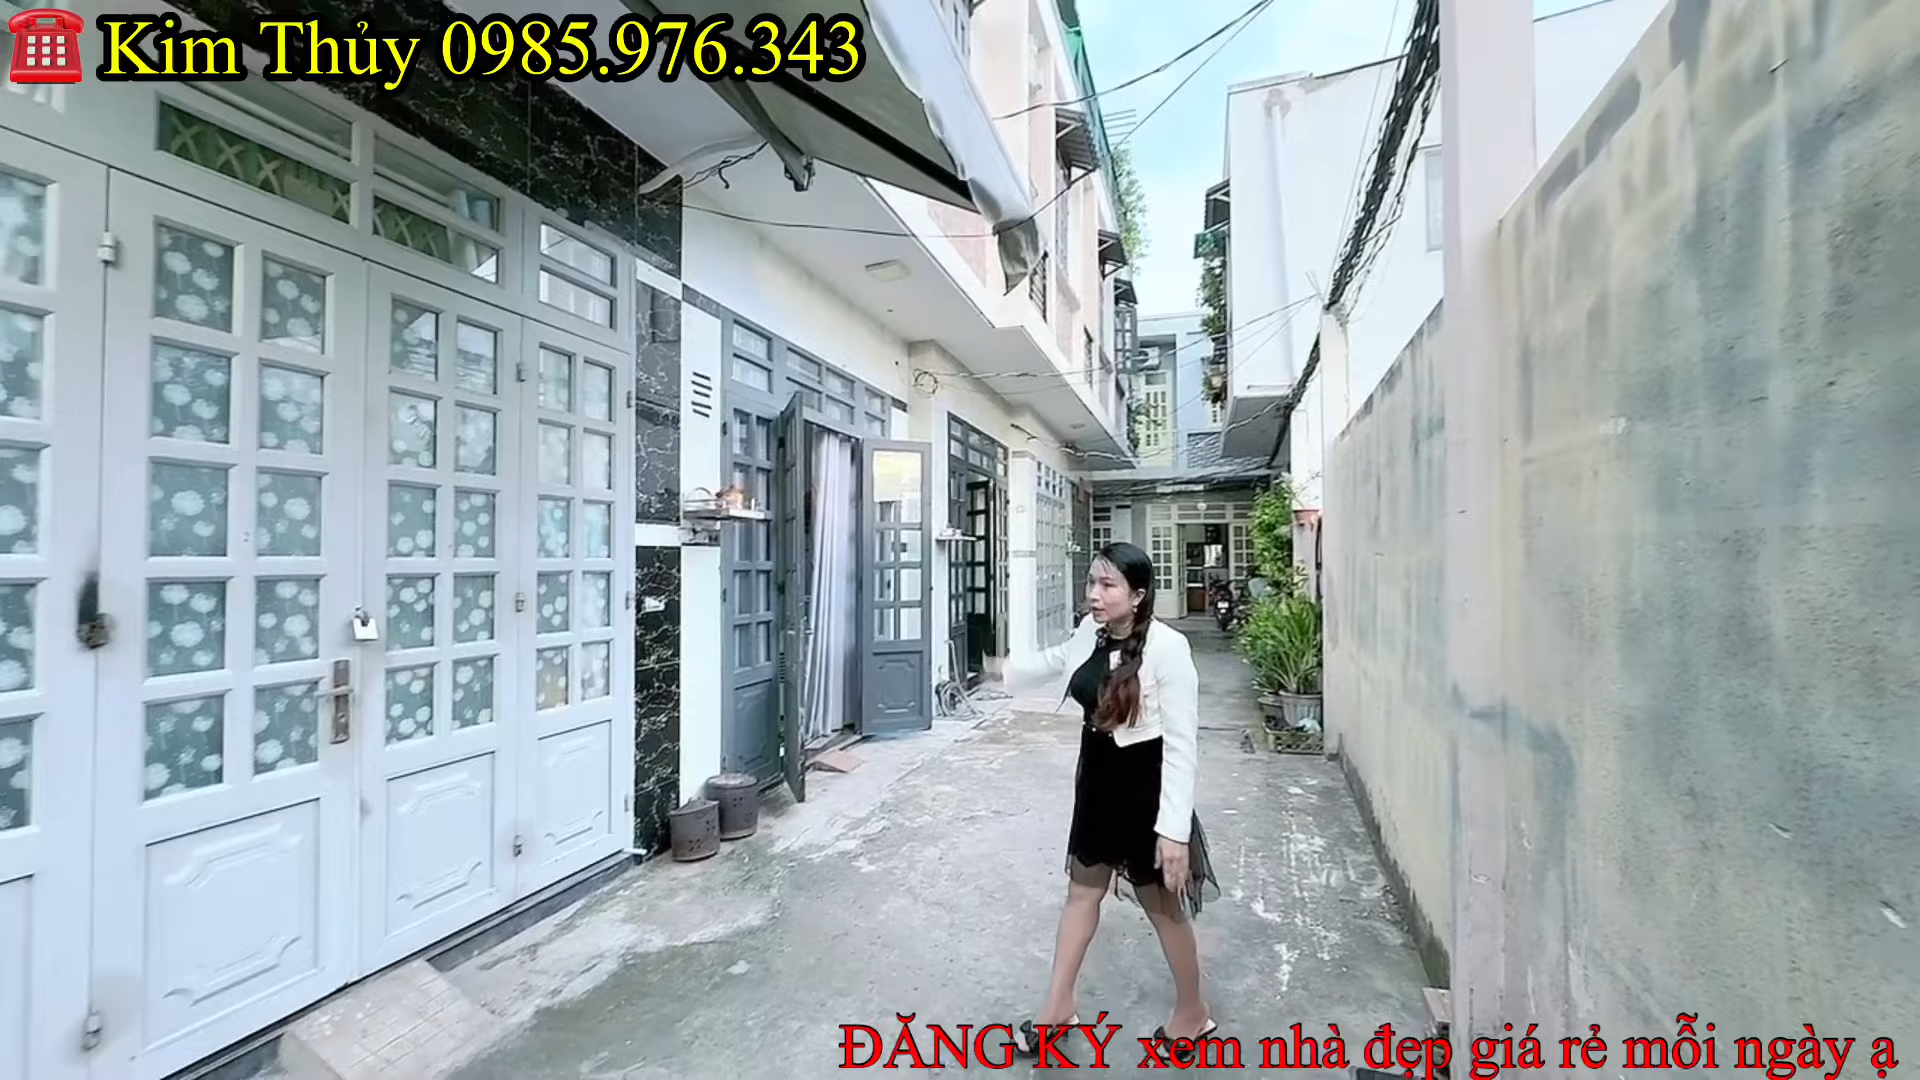 Kim Thủy 0985.976.343
ĐĂNG KÝ xem nhà đẹp giá rẻ mỗi ngày ạ